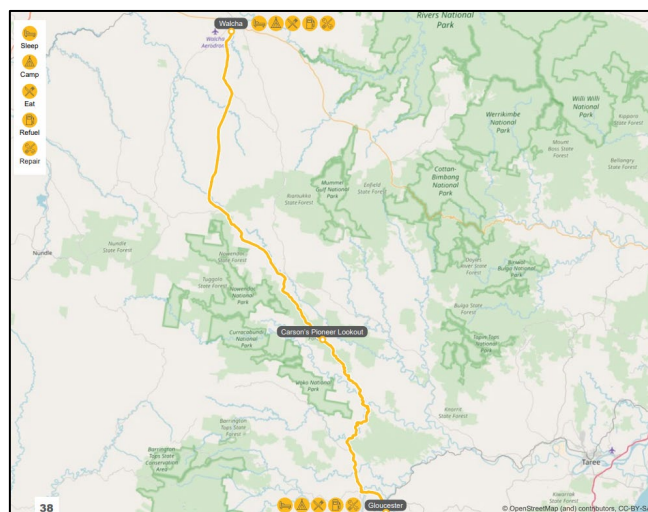 Sleep
Camp
Eat
Refuel
Repair
Walcha
Walcha
Aerodrome
Rivers National
Park
Werrikimbe
National
Park
Willi Willi
National
Park
Kippara
State Forest
Mount
Boss State
Forest
Bellangry
State Forest
Cottan-
Bimbang
National
Park
Mummel
Gulf National
Park
Enfield
State Forest
State Forest
Nundle
Nundle
State Forest
Nowendoc
State Forest
Tuggolo
State Forest
Nowendoc
National
Park
Doyles
River State
Forest
Bulga National
Park
Bulga State
Forest
Tapin Tops
National
Park
Carson's Pioneer Lookout
Curracabundi
National
Park
Woko National
Park
Knorrit
State Forest
Barrington
Tops State
Forest
Barrington
Tops State
Conservation
Area
Taree
Kiwarrak
State Forest
Gloucester
38
© OpenStreetMap (and) contributors, CC-BY-SA